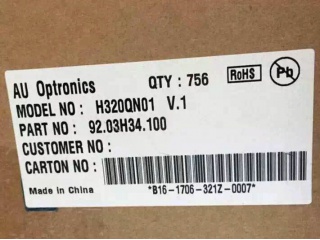 AU Optronics QTY : 756 RoHS Pb
MODEL NO : H320QN01 V.1
PART NO : 92.03H34.100
CUSTOMER NO :
CARTON NO :
Made in China *B16-1706-321Z-0007*